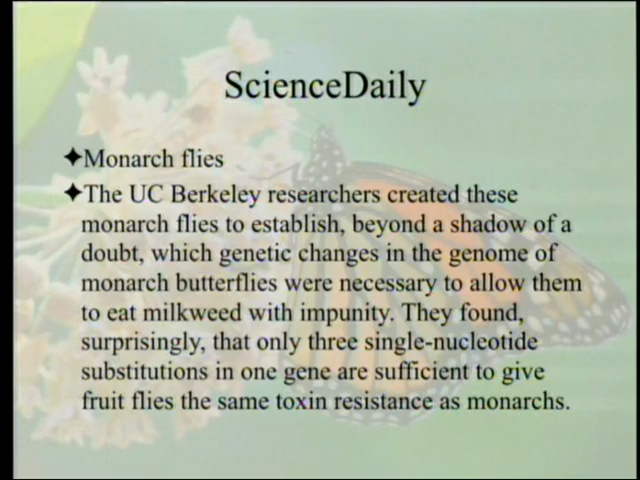 ScienceDaily
✦Monarch flies
✦The UC Berkeley researchers created these
monarch flies to establish, beyond a shadow of a
doubt, which genetic changes in the genome of
monarch butterflies were necessary to allow them
to eat milkweed with impunity. They found,
surprisingly, that only three single-nucleotide
substitutions in one gene are sufficient to give
fruit flies the same toxin resistance as monarchs.